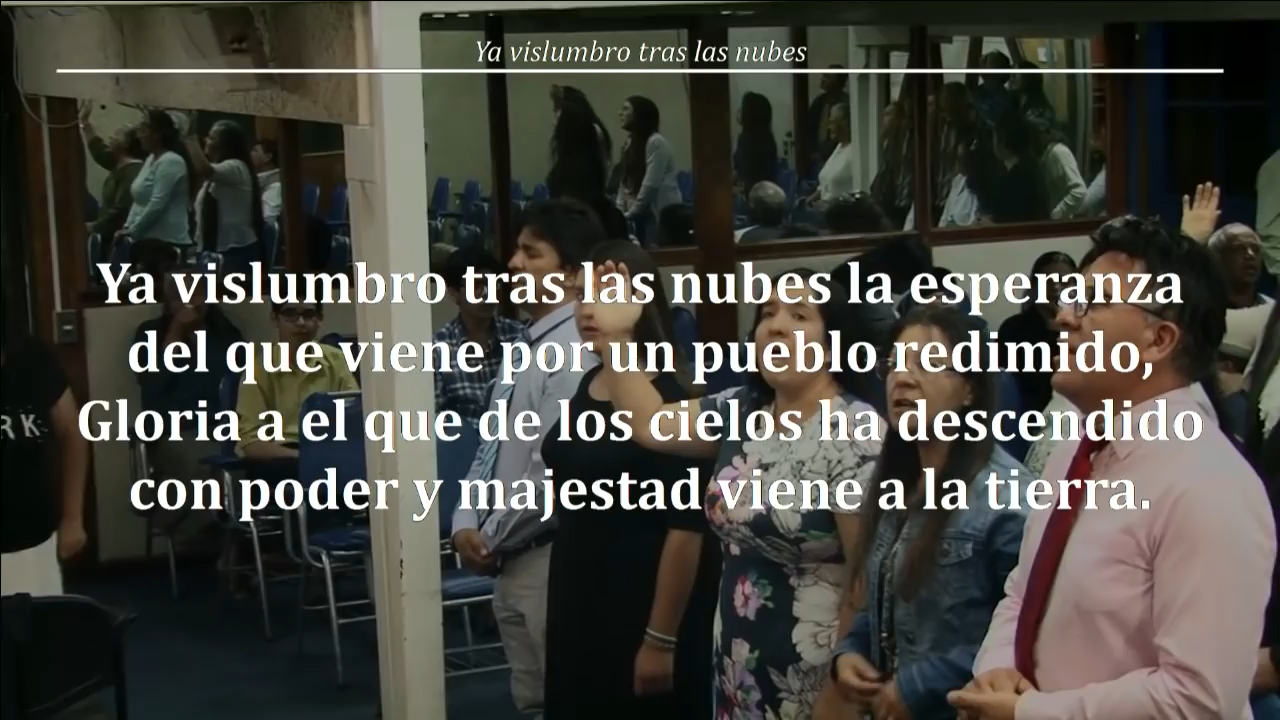 Ya vislumbro tras las nubes
Ya vislumbro tras las nubes la esperanza
del que viene por un pueblo redimido,
Gloria a el que de los cielos ha descendido
con poder y majestad viene a la tierra.
RK